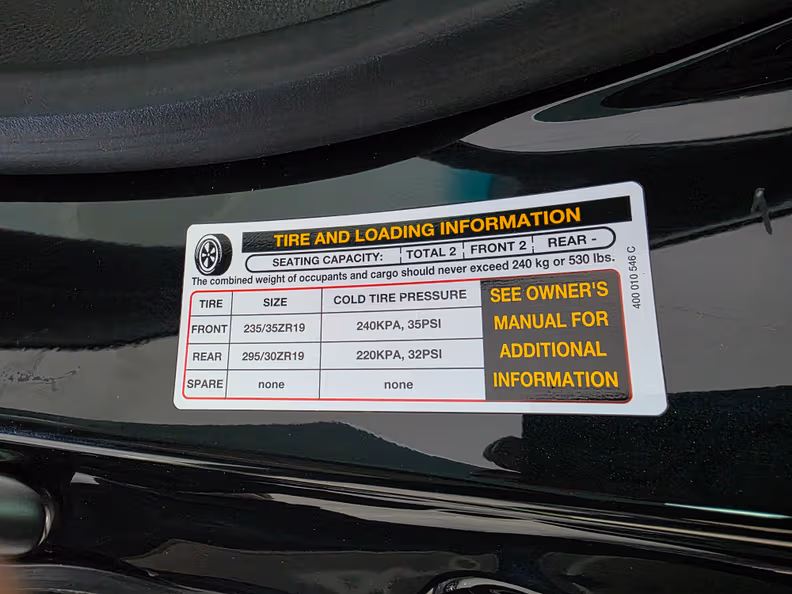 TIRE AND LOADING INFORMATION
SEATING CAPACITY: TOTAL 2 FRONT 2 REAR -
The combined weight of occupants and cargo should never exceed 240 kg or 530 lbs.
TIRE SIZE COLD TIRE PRESSURE
FRONT 235/35ZR19 240KPA, 35PSI
REAR 295/30ZR19 220KPA, 32PSI
SPARE none none
SEE OWNER'S
MANUAL FOR
ADDITIONAL
INFORMATION
400 010 546 C